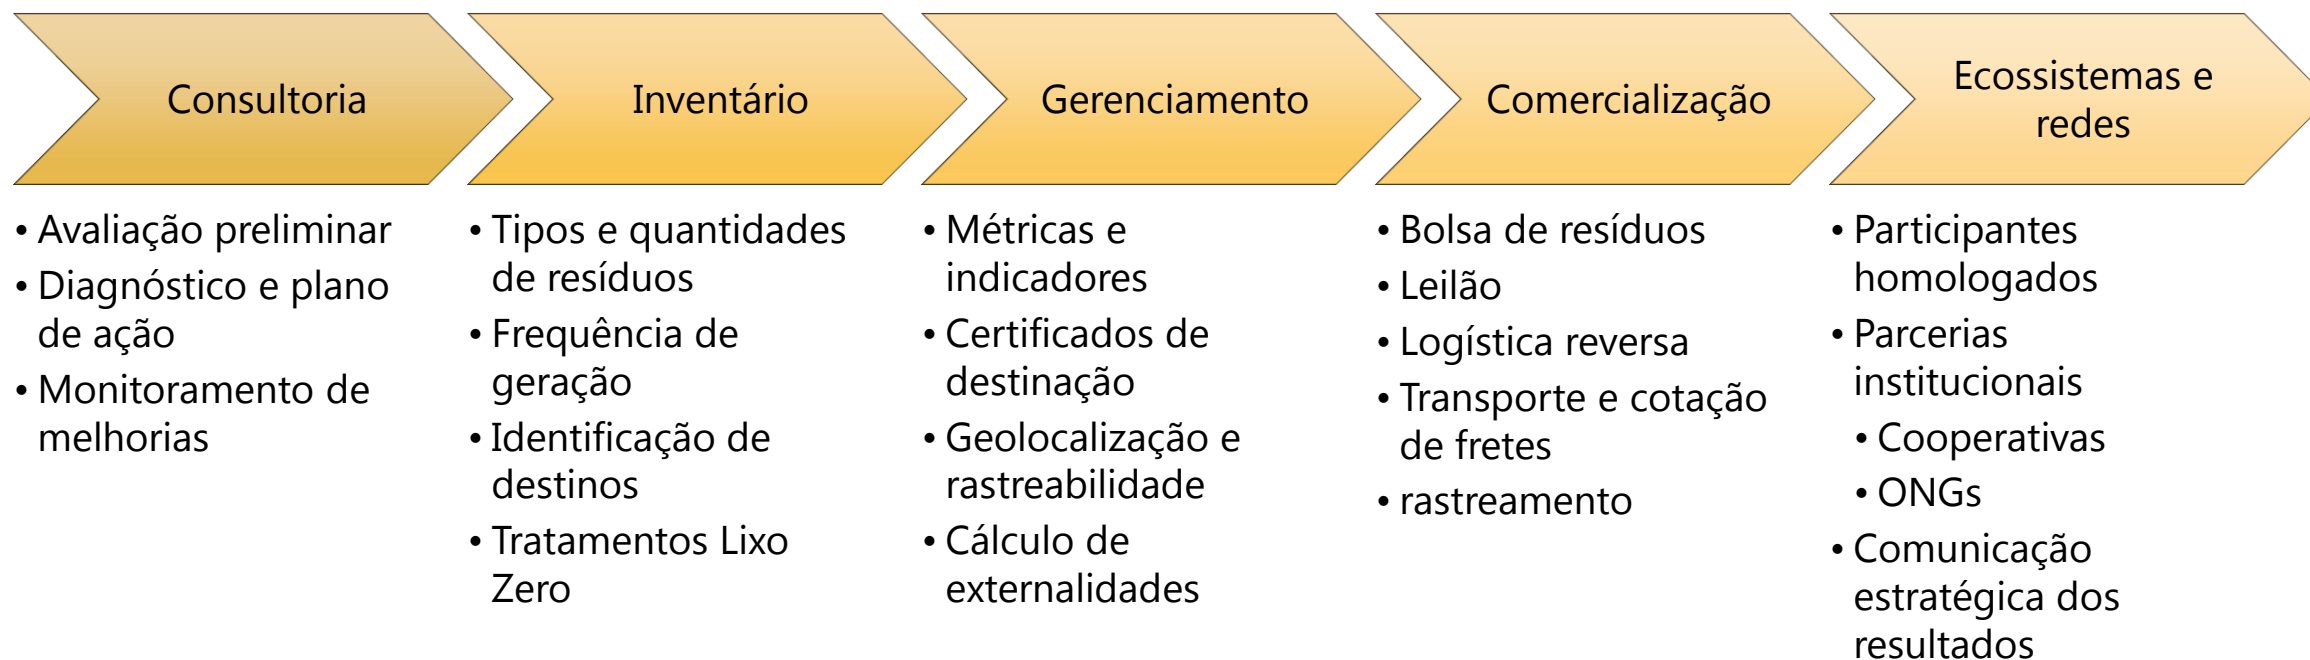 Consultoria
• Avaliação preliminar
• Diagnóstico e plano
de ação
• Monitoramento de
melhorias
Inventário
• Tipos e quantidades
de resíduos
• Frequência de
geração
• Identificação de
destinos
• Tratamentos Lixo
Zero
Gerenciamento
• Métricas e
indicadores
• Certificados de
destinação
• Geolocalização e
rastreabilidade
• Cálculo de
externalidades
Comercialização
• Bolsa de resíduos
• Leilão
• Logística reversa
• Transporte e cotação
de fretes
• rastreamento
Ecossistemas e
redes
• Participantes
homologados
• Parcerias
institucionais
• Cooperativas
• ONGs
• Comunicação
estratégica dos
resultados